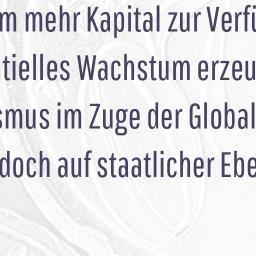 m mehr Kapital zur Verfü
tielles Wachstum erzeu
smus im Zuge der Global
doch auf staatlicher Ebe